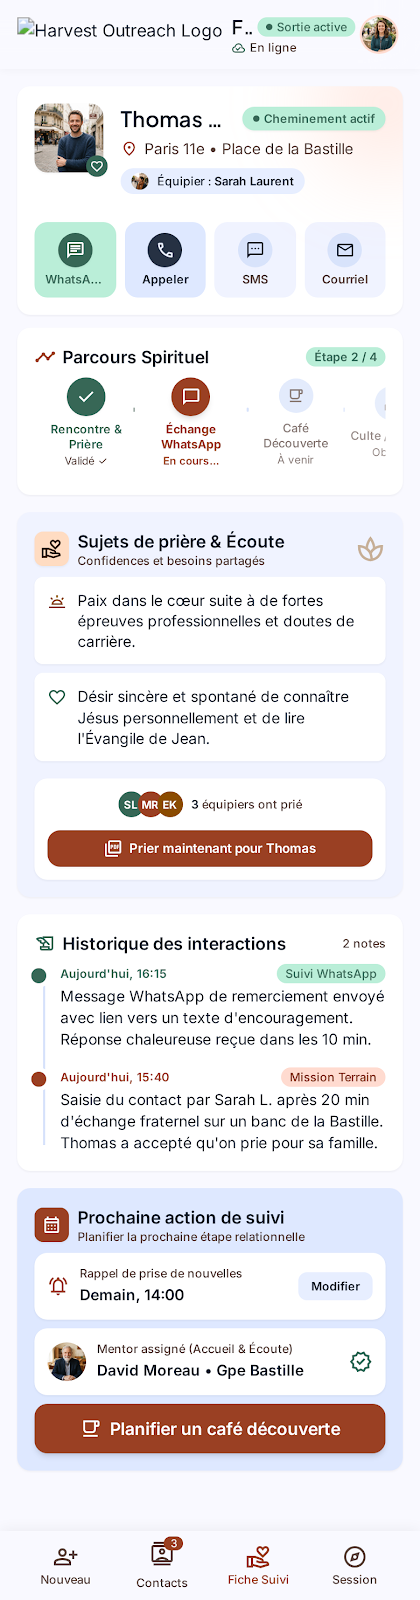 Harvest Outreach Logo
F...
Sortie active
En ligne
Thomas ...
Cheminement actif
Paris 11e • Place de la Bastille
Équipier : Sarah Laurent
WhatsA...
Appeler
SMS
Courriel
Parcours Spirituel
Étape 2 / 4
Rencontre &
Prière
Validé ✓
Échange
WhatsApp
En cours...
Café
Découverte
À venir
Culte /
Ob
Sujets de prière & Écoute
Confidences et besoins partagés
Paix dans le cœur suite à de fortes
épreuves professionnelles et doutes de
carrière.
Désir sincère et spontané de connaître
Jésus personnellement et de lire
l'Évangile de Jean.
SL MR EK
3 équipiers ont prié
PDF
Prier maintenant pour Thomas
Historique des interactions
2 notes
Aujourd'hui, 16:15
Suivi WhatsApp
Message WhatsApp de remerciement envoyé
avec lien vers un texte d'encouragement.
Réponse chaleureuse reçue dans les 10 min.
Aujourd'hui, 15:40
Mission Terrain
Saisie du contact par Sarah L. après 20 min
d'échange fraternel sur un banc de la Bastille.
Thomas a accepté qu'on prie pour sa famille.
Prochaine action de suivi
Planifier la prochaine étape relationnelle
Rappel de prise de nouvelles
Demain, 14:00
Modifier
Mentor assigné (Accueil & Écoute)
David Moreau • Gpe Bastille
Planifier un café découverte
Nouveau
3
Contacts
Fiche Suivi
Session